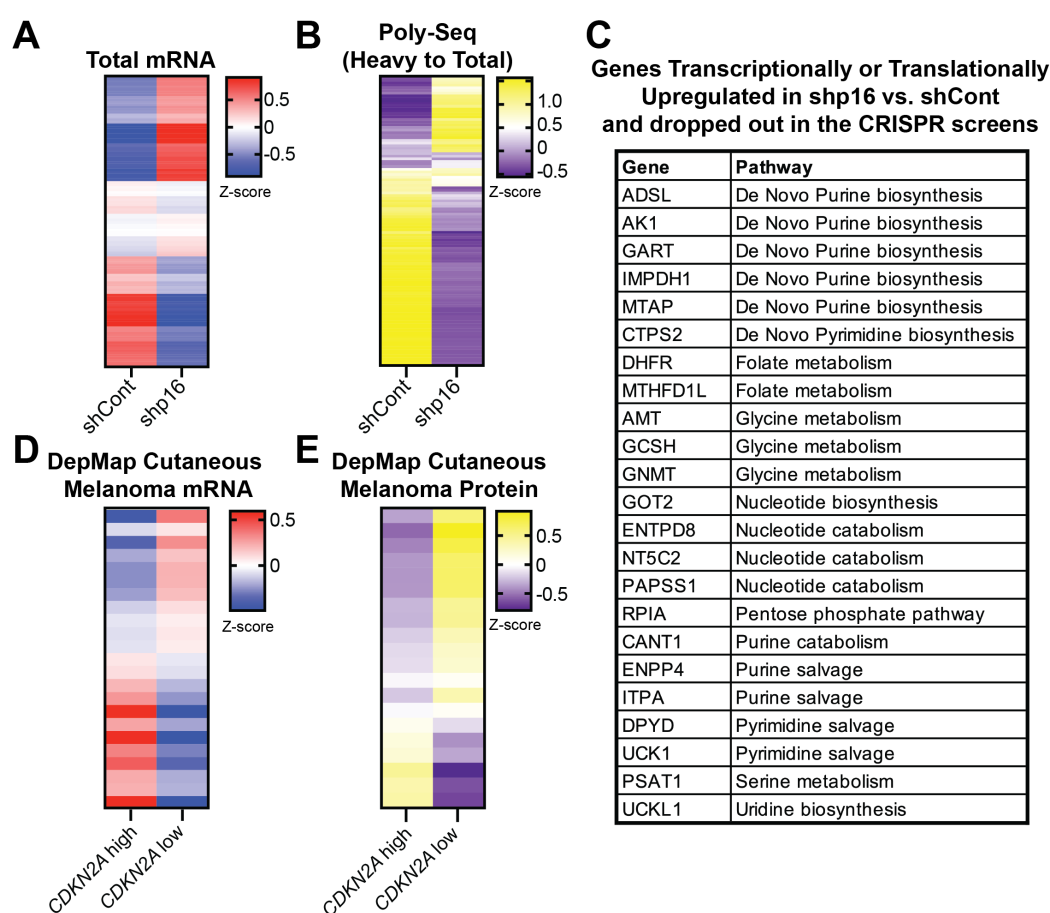 A
Total mRNA
0.5
0
-0.5
Z-score
shCont
shp16
B
Poly-Seq
(Heavy to Total)
1.0
0.5
0
-0.5
Z-score
shCont
shp16
C
Genes Transcriptionally or Translationally
Upregulated in shp16 vs. shCont
and dropped out in the CRISPR screens
Gene Pathway
ADSL De Novo Purine biosynthesis
AK1 De Novo Purine biosynthesis
GART De Novo Purine biosynthesis
IMPDH1 De Novo Purine biosynthesis
MTAP De Novo Purine biosynthesis
CTPS2 De Novo Pyrimidine biosynthesis
DHFR Folate metabolism
MTHFD1L Folate metabolism
AMT Glycine metabolism
GCSH Glycine metabolism
GNMT Glycine metabolism
GOT2 Nucleotide biosynthesis
ENTPD8 Nucleotide catabolism
NT5C2 Nucleotide catabolism
PAPSS1 Nucleotide catabolism
RPIA Pentose phosphate pathway
CANT1 Purine catabolism
ENPP4 Purine salvage
ITPA Purine salvage
DPYD Pyrimidine salvage
UCK1 Pyrimidine salvage
PSAT1 Serine metabolism
UCKL1 Uridine biosynthesis
D
DepMap Cutaneous
Melanoma mRNA
0.5
0
Z-score
CDKN2A high
CDKN2A low
E
DepMap Cutaneous
Melanoma Protein
0.5
0
-0.5
Z-score
CDKN2A high
CDKN2A low